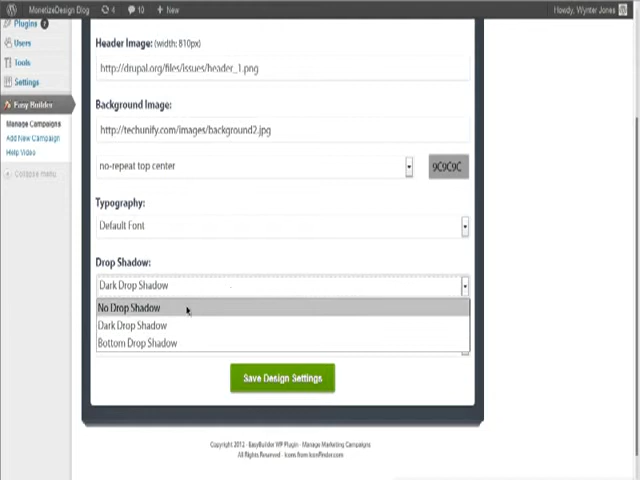 MonetizeDesign Blog 4 10 + New Howdy, Wynter Jones
Plugins
Users
Tools
Settings
Easy Builder
Manage Campaigns
Add New Campaign
Help Video
Collapse menu
Header Image: (width: 810px)
http://drupal.org/files/issues/header_1.png
Background Image:
http://techunify.com/images/background2.jpg
no-repeat top center
9C9C9C
Typography:
Default Font
Drop Shadow:
Dark Drop Shadow
No Drop Shadow
Dark Drop Shadow
Bottom Drop Shadow
Save Design Settings
Copyright 2012 - EasyBuilder WP Plugin - Manage Marketing Campaigns
All Rights Reserved - Icons from IconFinder.com